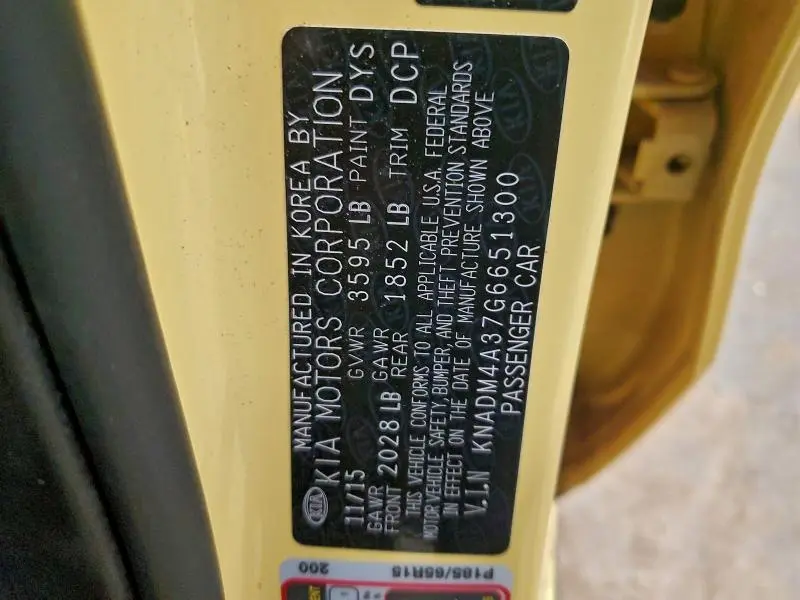 MANUFACTURED IN KOREA BY
KIA KIA MOTORS CORPORATION
11/15 GVWR 3595 LB PAINT DYS
GAWR FRONT 2028 LB GAWR REAR 1852 LB TRIM DCP
THIS VEHICLE CONFORMS TO ALL APPLICABLE U.S.A. FEDERAL
MOTOR VEHICLE SAFETY, BUMPER, AND THEFT PREVENTION STANDARDS
IN EFFECT ON THE DATE OF MANUFACTURE SHOWN ABOVE
V.I.N KNADM4A37G6651300
PASSENGER CAR
P185/65R15
200